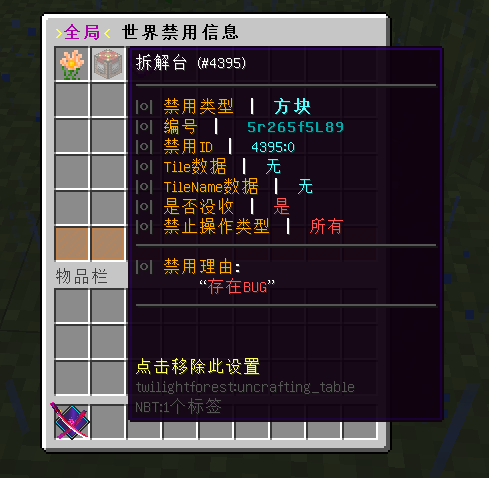 >全局< 世界禁用信息
拆解台 (#4395)
|o| 禁用类型 | 方块
|o| 编号 | 5r265f5L89
|o| 禁用ID | 4395:0
|o| Tile数据 | 无
|o| TileName数据 | 无
|o| 是否没收 | 是
|o| 禁止操作类型 | 所有
|o| 禁用理由:
“存在BUG”
物品栏
点击移除此设置
twilightforest:uncrafting_table
NBT:1个标签